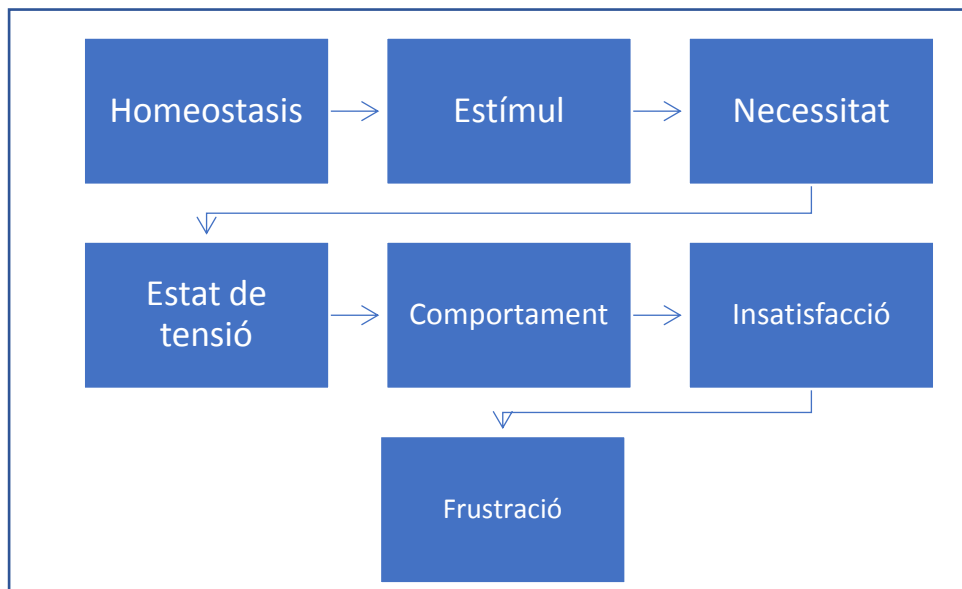 Homeostasis
Estímul
Necessitat
Estat de
tensió
Comportament
Insatisfacció
Frustració